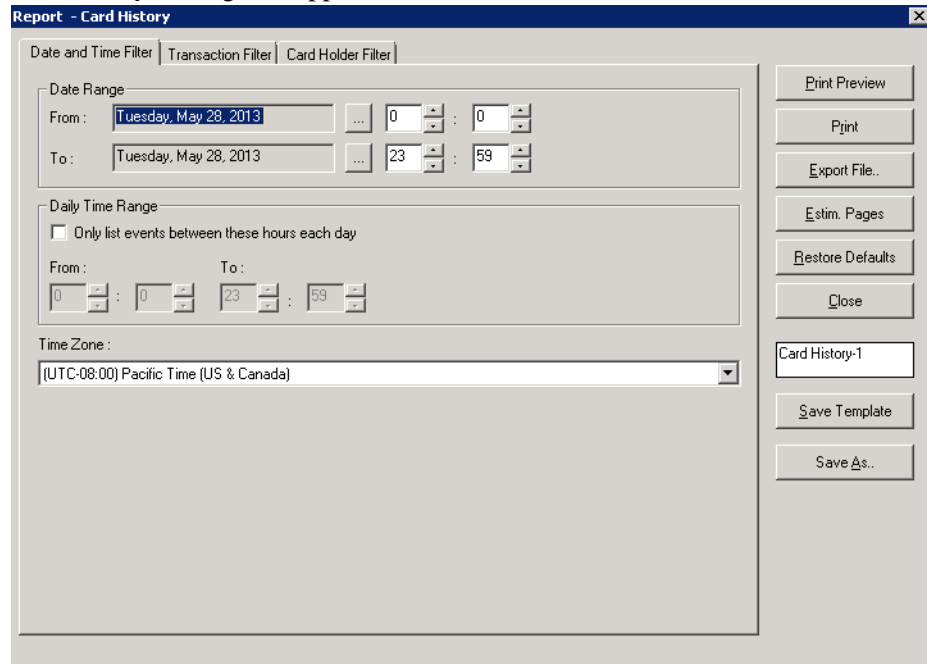 Report - Card History
Date and Time Filter Transaction Filter Card Holder Filter
Date Range
From : Tuesday, May 28, 2013 ... 0 : 0
To : Tuesday, May 28, 2013 ... 23 : 59
Daily Time Range
Only list events between these hours each day
From : To :
0 : 0 23 : 59
Time Zone :
(UTC-08:00) Pacific Time (US & Canada)
Print Preview
Print
Export File..
Estim. Pages
Restore Defaults
Close
Card History-1
Save Template
Save As..